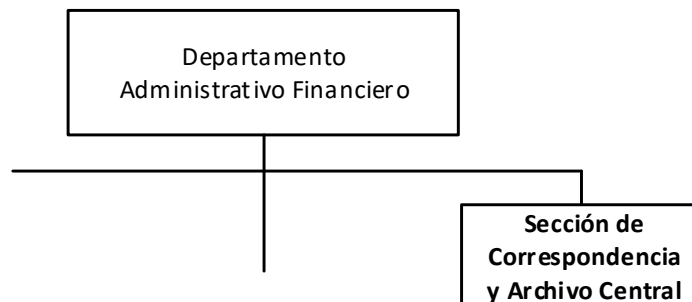 Departamento
Administrativo Financiero
Sección de
Correspondencia
y Archivo Central